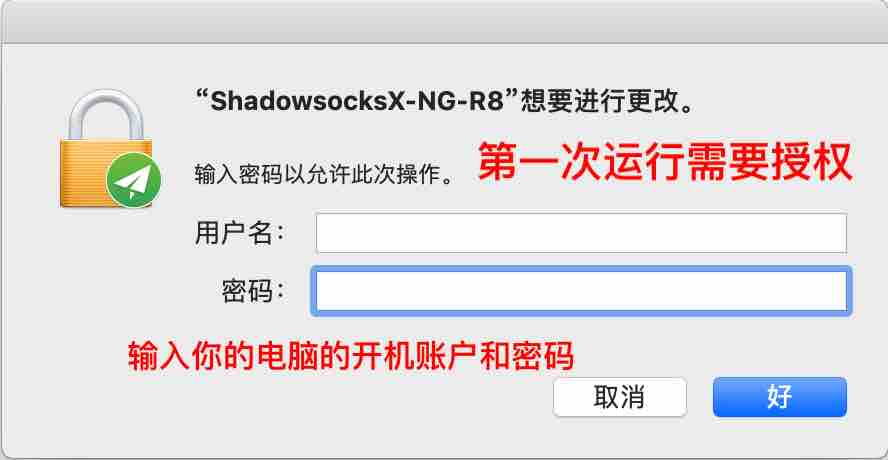 “ShadowsocksX-NG-R8”想要进行更改。
输入密码以允许此次操作。 第一次运行需要授权
用户名：
密码：
输入你的电脑的开机账户和密码
取消 好